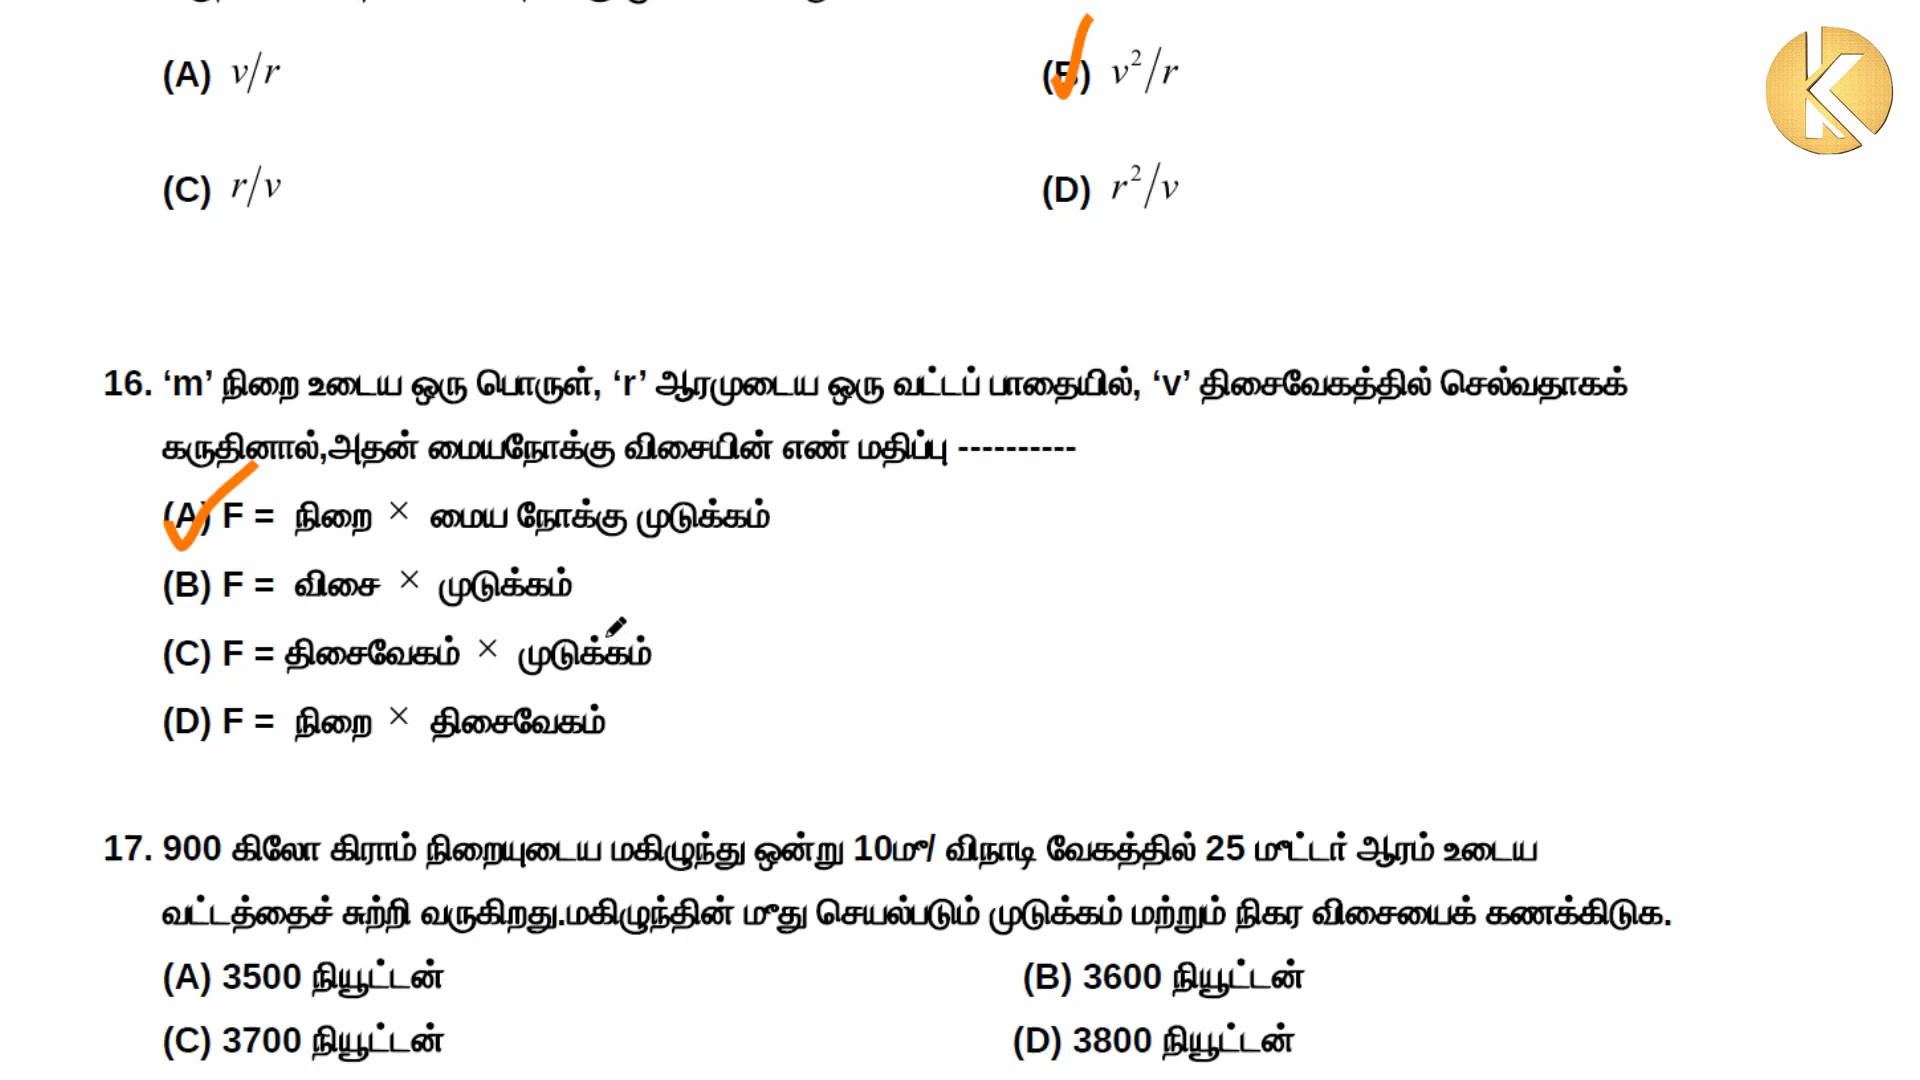 (A) v/r
(B) v²/r
(C) r/v
(D) r²/v
16. ‘m’ நிறை உடைய ஒரு பொருள், ‘r’ ஆரமுடைய ஒரு வட்டப் பாதையில், ‘v’ திசைவேகத்தில் செல்வதாகக்
கருதினால்,அதன் மையநோக்கு விசையின் எண் மதிப்பு ----------
(A) F = நிறை × மைய நோக்கு முடுக்கம்
(B) F = விசை × முடுக்கம்
(C) F = திசைவேகம் × முடுக்கம்
(D) F = நிறை × திசைவேகம்
17. 900 கிலோ கிராம் நிறையுடைய மகிழுந்து ஒன்று 10மீ/ விநாடி வேகத்தில் 25 மீட்டர் ஆரம் உடைய
வட்டத்தைச் சுற்றி வருகிறது.மகிழுந்தின் மீது செயல்படும் முடுக்கம் மற்றும் நிகர விசையைக் கணக்கிடுக.
(A) 3500 நியூட்டன்
(B) 3600 நியூட்டன்
(C) 3700 நியூட்டன்
(D) 3800 நியூட்டன்